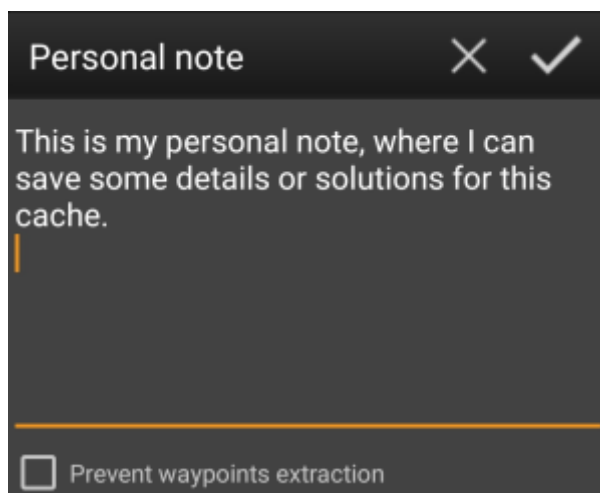 Personal note
This is my personal note, where I can
save some details or solutions for this
cache.
Prevent waypoints extraction